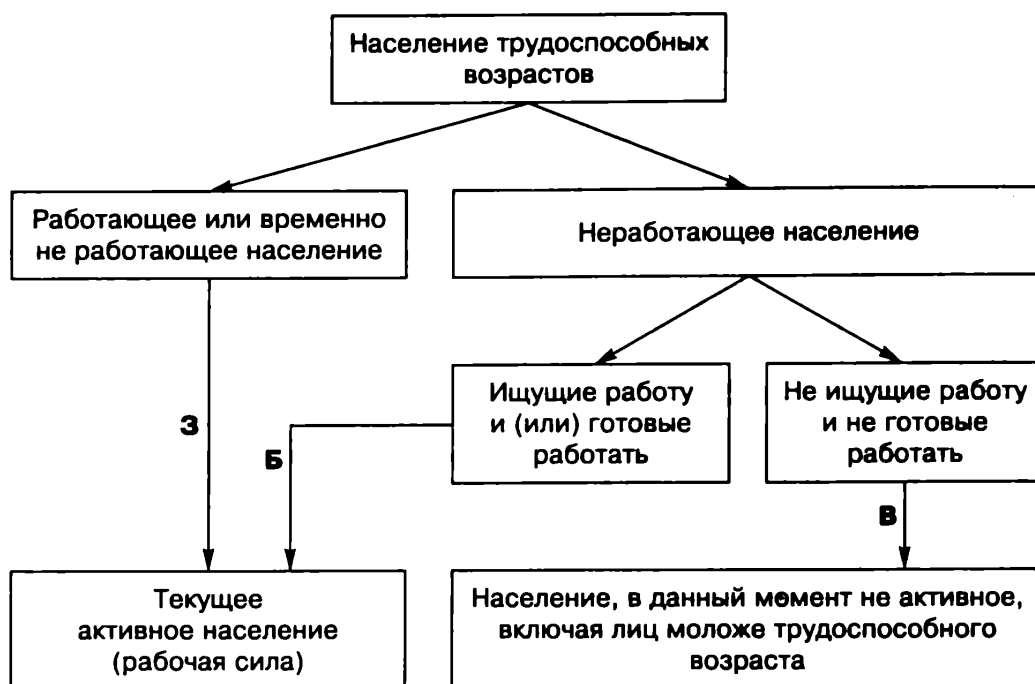 Население трудоспособных
возрастов
Работающее или временно
не работающее население
Неработающее население
Ищущие работу
и (или) готовые
работать
Не ищущие работу
и не готовые
работать
З
Б
В
Текущее
активное население
(рабочая сила)
Население, в данный момент не активное,
включая лиц моложе трудоспособного
возраста